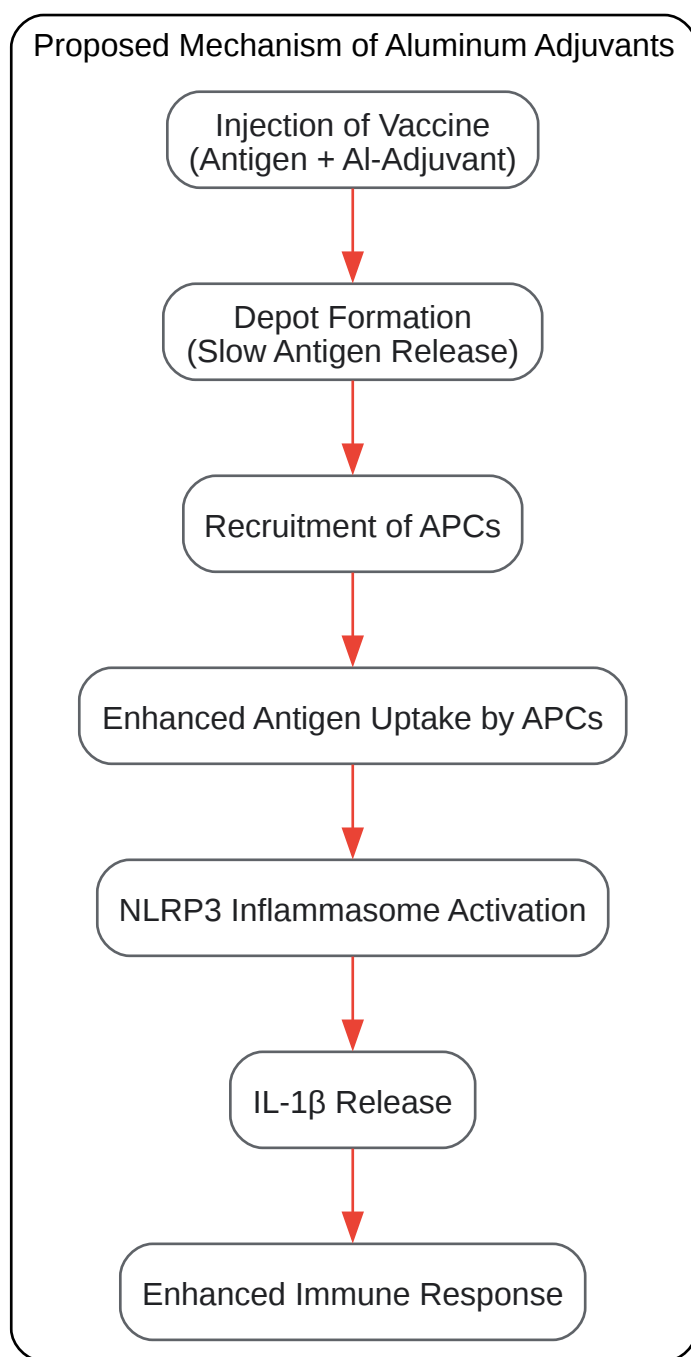 Proposed Mechanism of Aluminum Adjuvants
Injection of Vaccine
(Antigen + Al-Adjuvant)
Depot Formation
(Slow Antigen Release)
Recruitment of APCs
Enhanced Antigen Uptake by APCs
NLRP3 Inflammasome Activation
IL-1β Release
Enhanced Immune Response